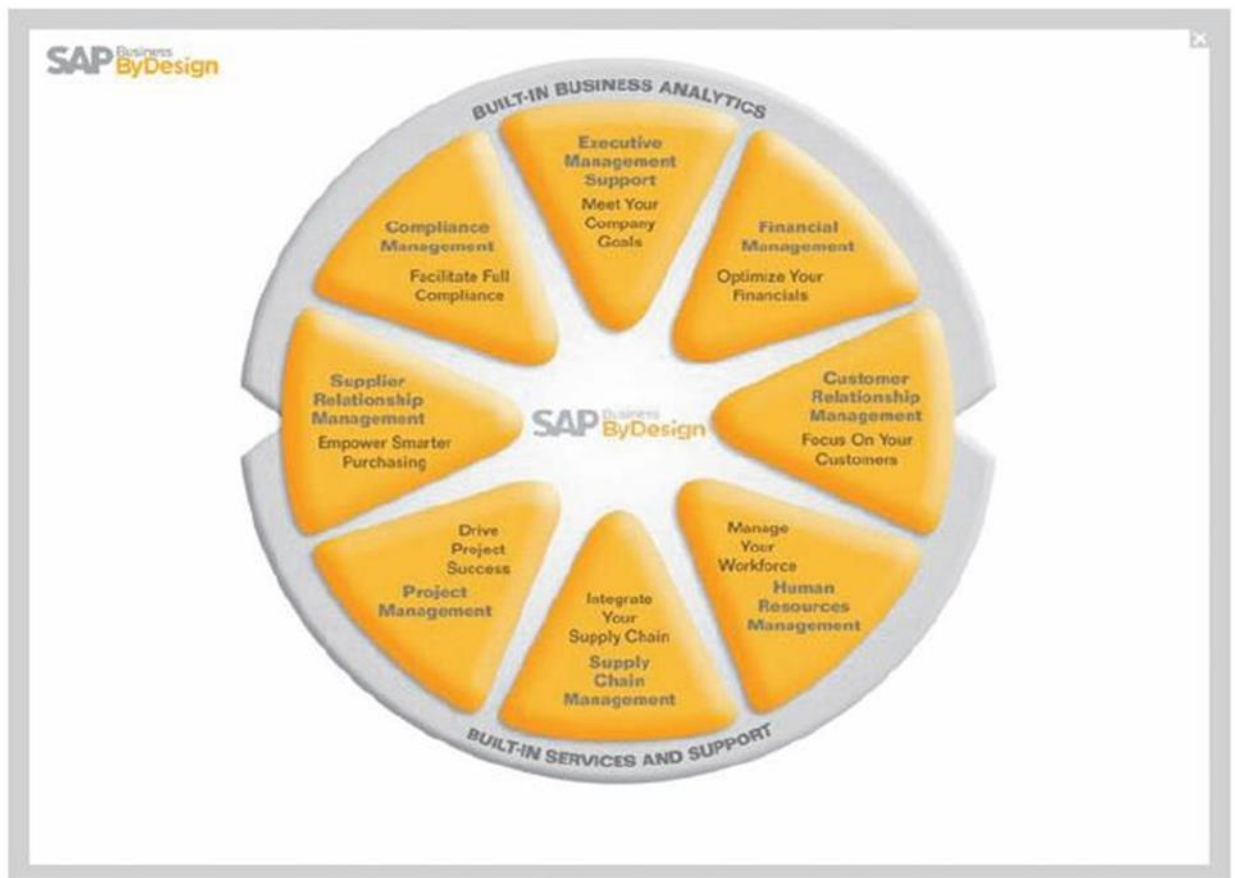 SAP Business
ByDesign
BUILT-IN BUSINESS ANALYTICS
Executive
Management
Support
Meet Your
Company
Goals
Financial
Management
Optimize Your
Financials
Customer
Relationship
Management
Focus On Your
Customers
Manage
Your
Workforce
Human
Resources
Management
Integrate
Your
Supply Chain
Supply
Chain
Management
Drive
Project
Success
Project
Management
Supplier
Relationship
Management
Empower Smarter
Purchasing
Compliance
Management
Facilitate Full
Compliance
SAP Business
ByDesign
BUILT-IN SERVICES AND SUPPORT